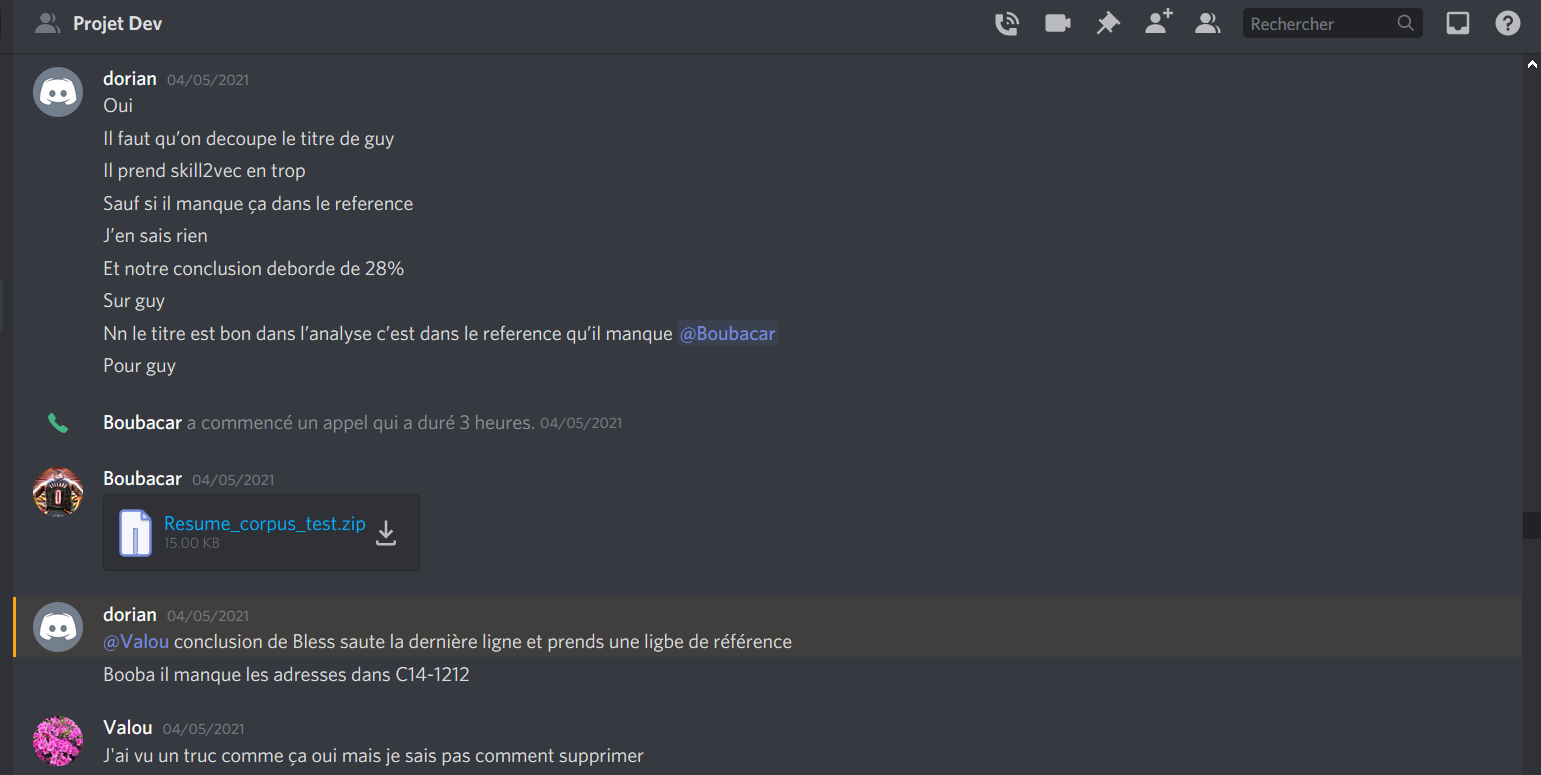 Projet Dev
Rechercher
dorian 04/05/2021
Oui
Il faut qu’on decoupe le titre de guy
Il prend skill2vec en trop
Sauf si il manque ça dans le reference
J’en sais rien
Et notre conclusion deborde de 28%
Sur guy
Nn le titre est bon dans l’analyse c’est dans le reference qu’il manque @Boubacar
Pour guy
Boubacar a commencé un appel qui a duré 3 heures. 04/05/2021
Boubacar 04/05/2021
Resume_corpus_test.zip
15.00 KB
dorian 04/05/2021
@Valou conclusion de Bless saute la dernière ligne et prends une ligbe de référence
Booba il manque les adresses dans C14-1212
Valou 04/05/2021
J'ai vu un truc comme ça oui mais je sais pas comment supprimer